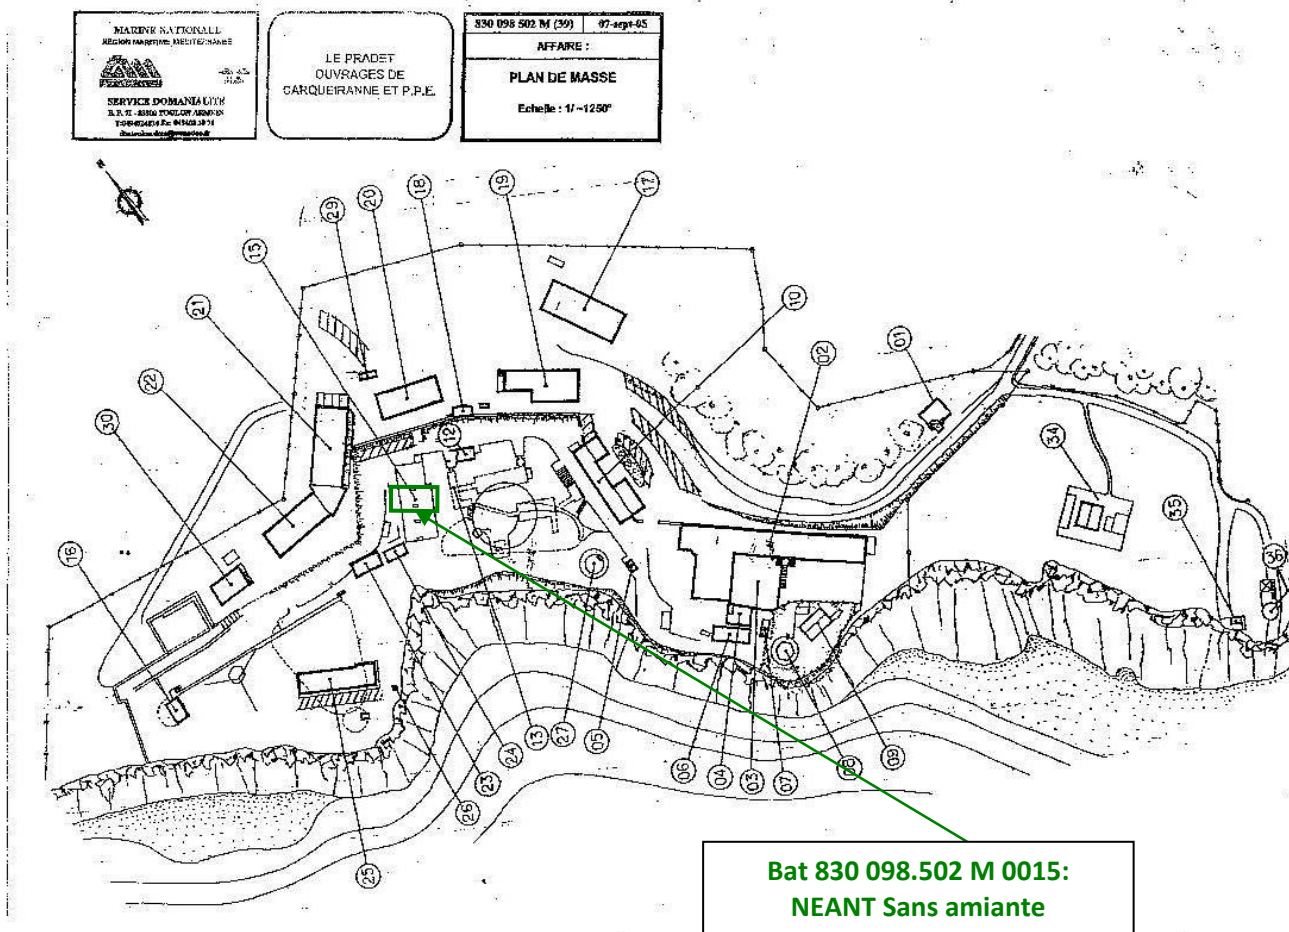 MARINE NATIONALE
REGION MARITIME MEDITERRANEE
SERVICE DOMANIALITE
LE PRADET
OUVRAGES DE
CARQUEIRANNE ET P.P.E.
830 098 502 M (39) 07-sept-05
AFFAIRE :
PLAN DE MASSE
Echelle : 1/~1250°
N
18
19
17
20
29
15
10
21
01
02
22
12
30
34
35
16
36
13
27
05
24
23
06
04
03
07
08
09
26
25
Bat 830 098.502 M 0015:
NEANT Sans amiante